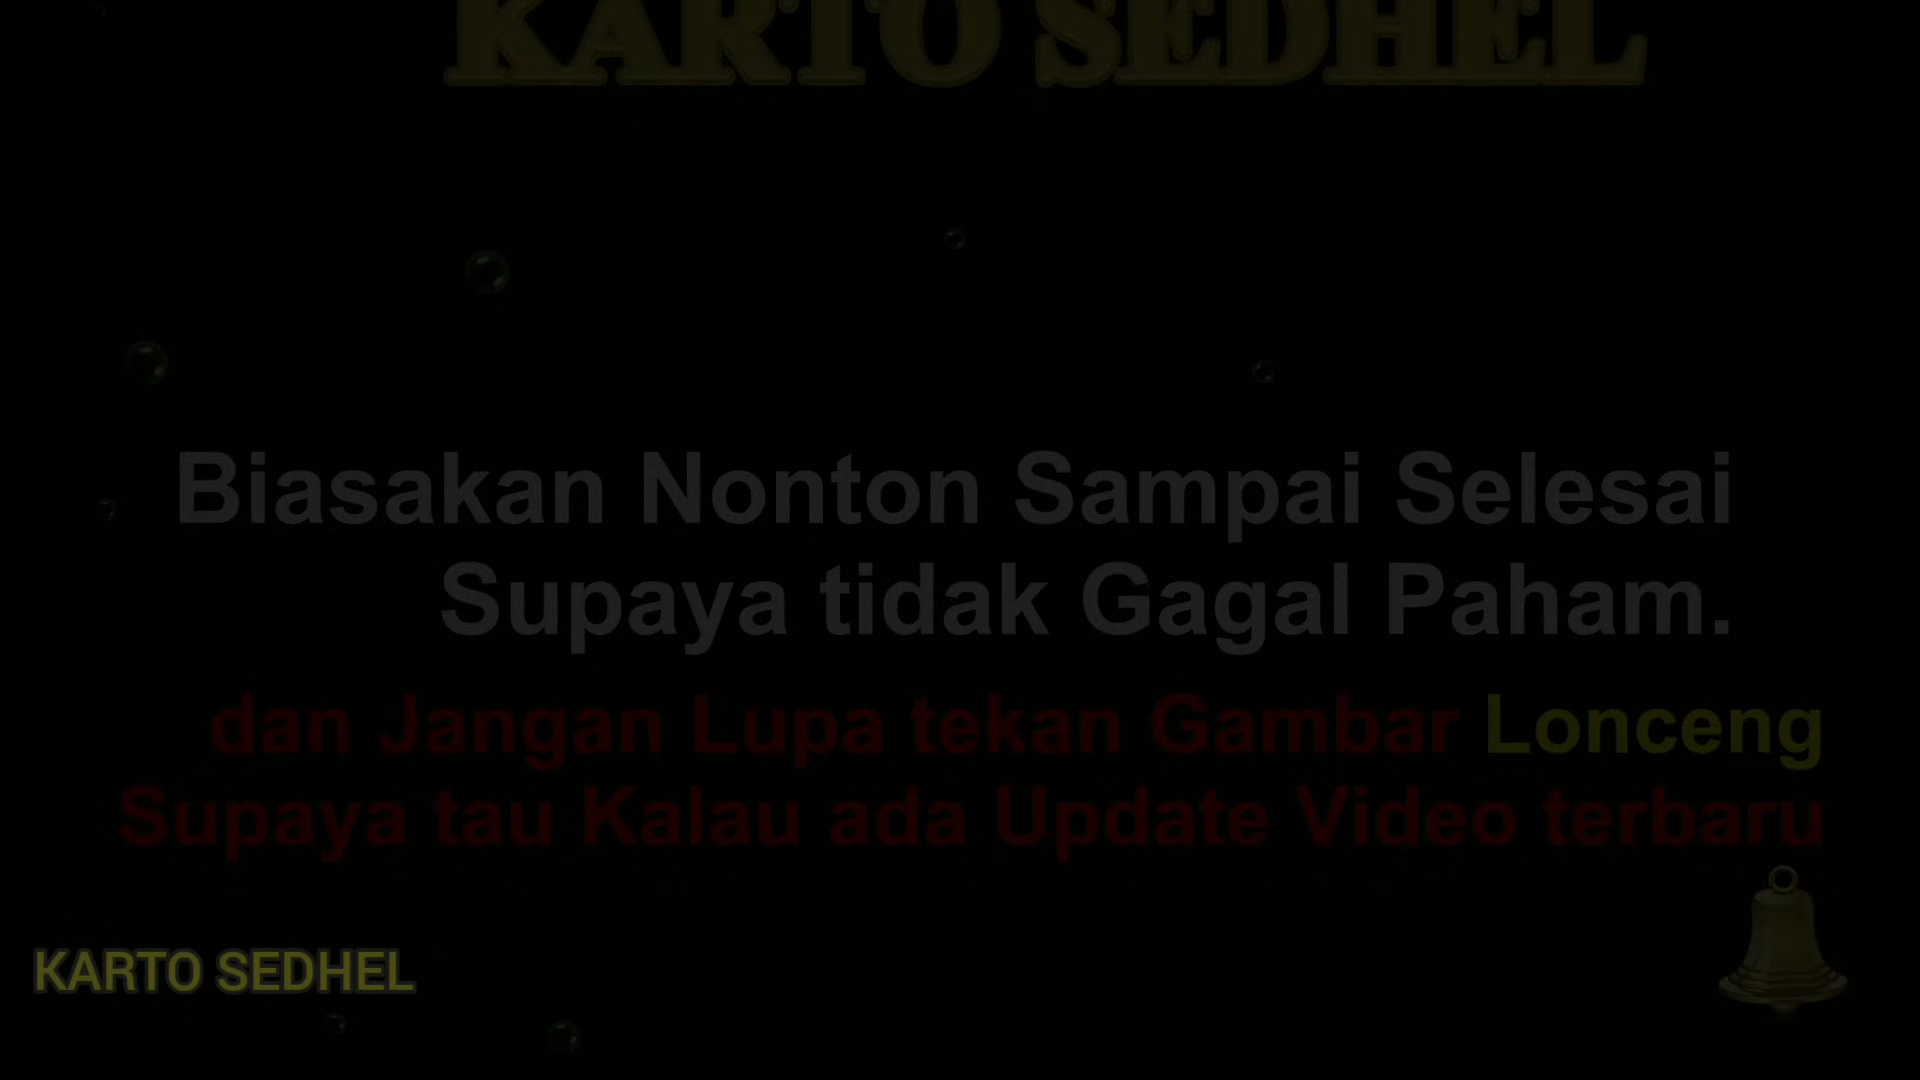 KARTO SEDHEL
Biasakan Nonton Sampai Selesai
Supaya tidak Gagal Paham.
dan Jangan Lupa tekan Gambar Lonceng
Supaya tau Kalau ada Update Video terbaru
KARTO SEDHEL